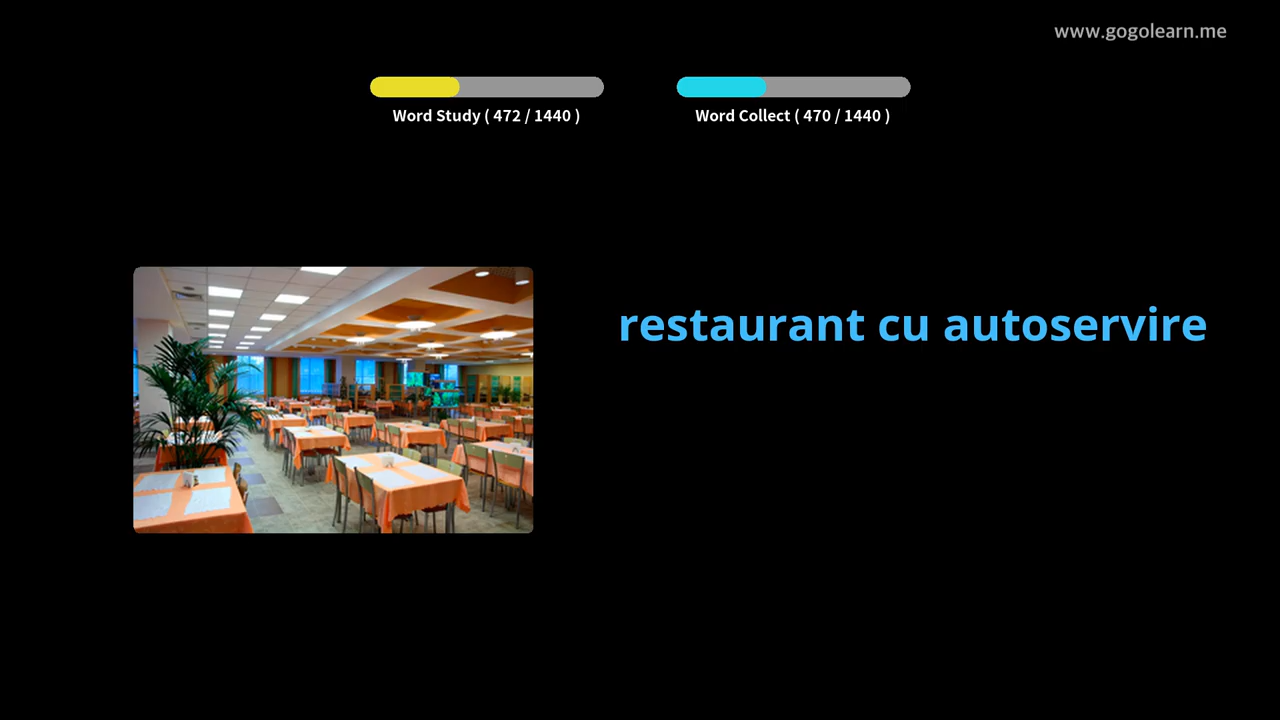 www.gogolearn.me
Word Study ( 472 / 1440 )
Word Collect ( 470 / 1440 )
restaurant cu autoservire